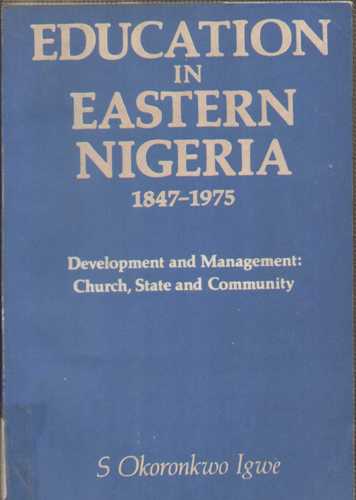 EDUCATION
IN
EASTERN
NIGERIA
1847–1975
Development and Management:
Church, State and Community
S Okoronkwo Igwe